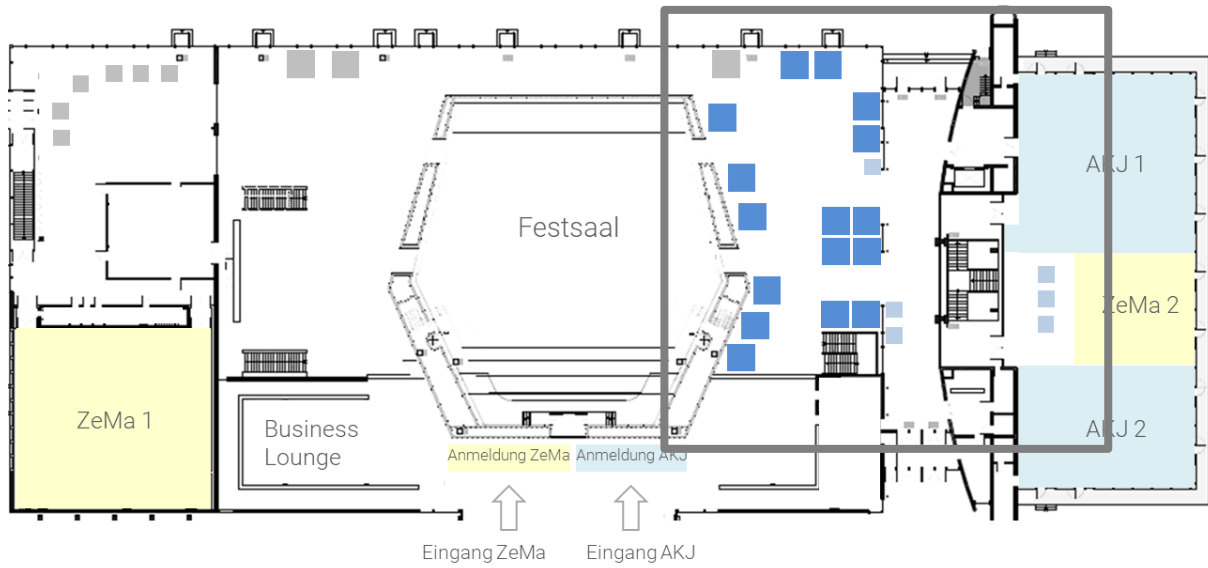 AKJ 1
Festsaal
ZeMa 2
ZeMa 1
Business
Lounge
AKJ 2
Anmeldung ZeMa
Anmeldung AKJ
Eingang ZeMa
Eingang AKJ